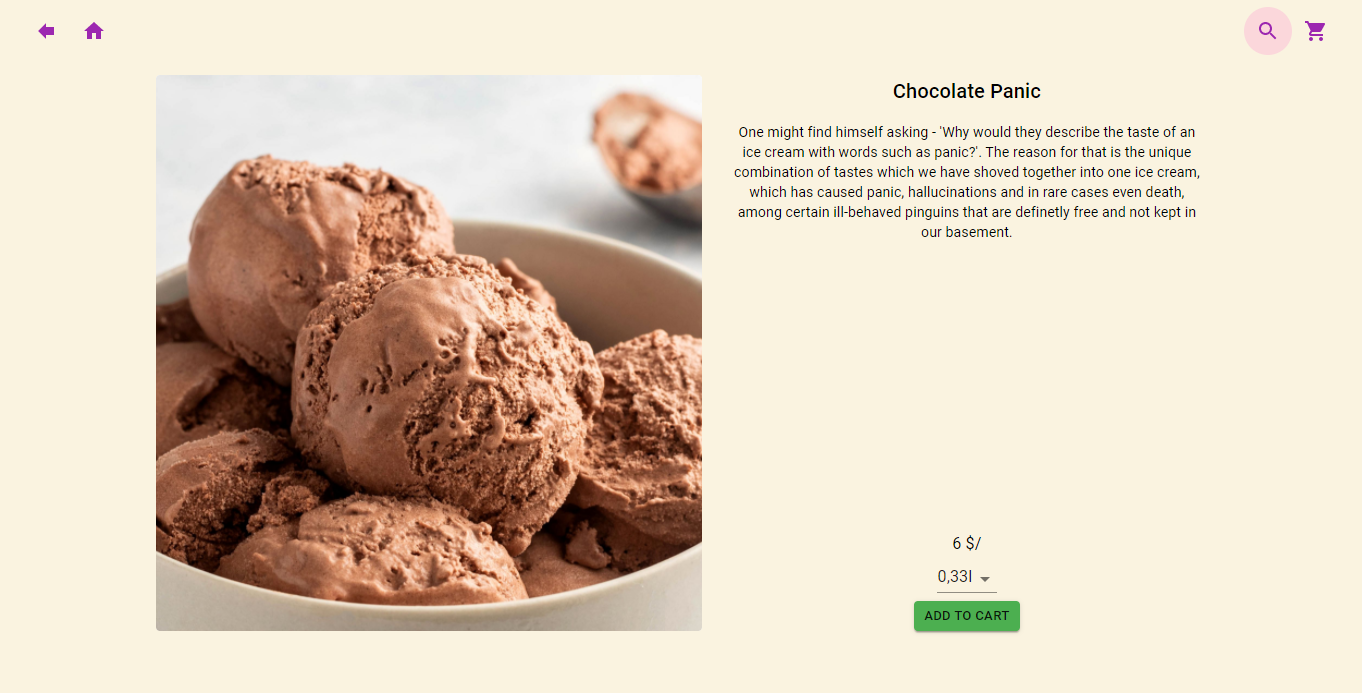 Chocolate Panic
One might find himself asking - 'Why would they describe the taste of an
ice cream with words such as panic?'. The reason for that is the unique
combination of tastes which we have shoved together into one ice cream,
which has caused panic, hallucinations and in rare cases even death,
among certain ill-behaved pinguins that are definetly free and not kept in
our basement.
6 $/
0,33l
ADD TO CART